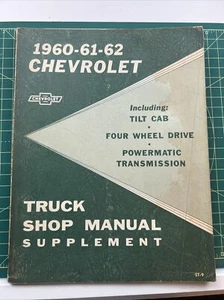 1960-61-62
CHEVROLET
CHEVROLET
Including:
TILT CAB
•
FOUR WHEEL DRIVE
•
POWERMATIC
TRANSMISSION
TRUCK
SHOP MANUAL
SUPPLEMENT